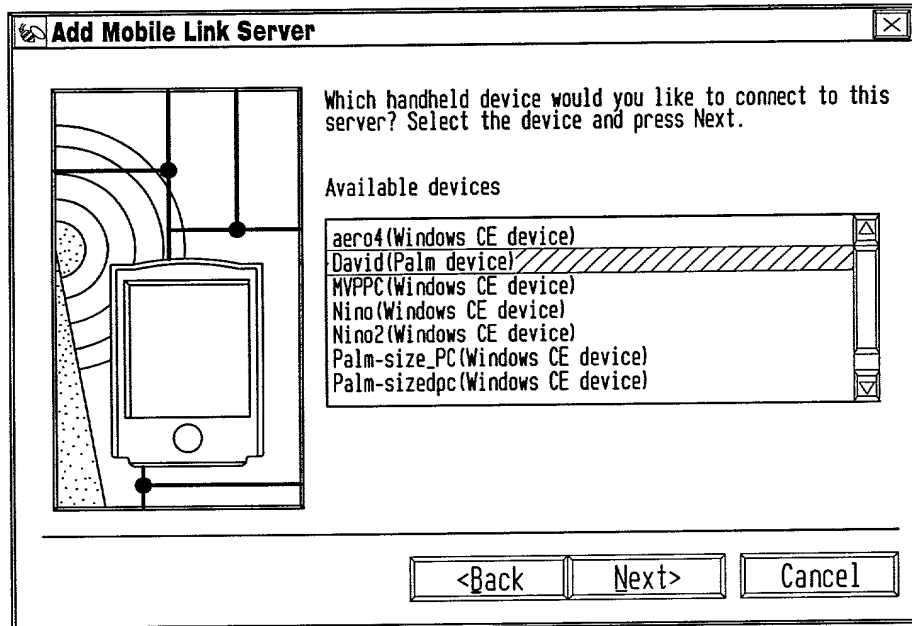 Add Mobile Link Server
Which handheld device would you like to connect to this
server? Select the device and press Next.
Available devices
aero4(Windows CE device)
David(Palm device)
MVPPC(Windows CE device)
Nino(Windows CE device)
Nino2(Windows CE device)
Palm-size_PC(Windows CE device)
Palm-sizedpc(Windows CE device)
<Back Next> Cancel